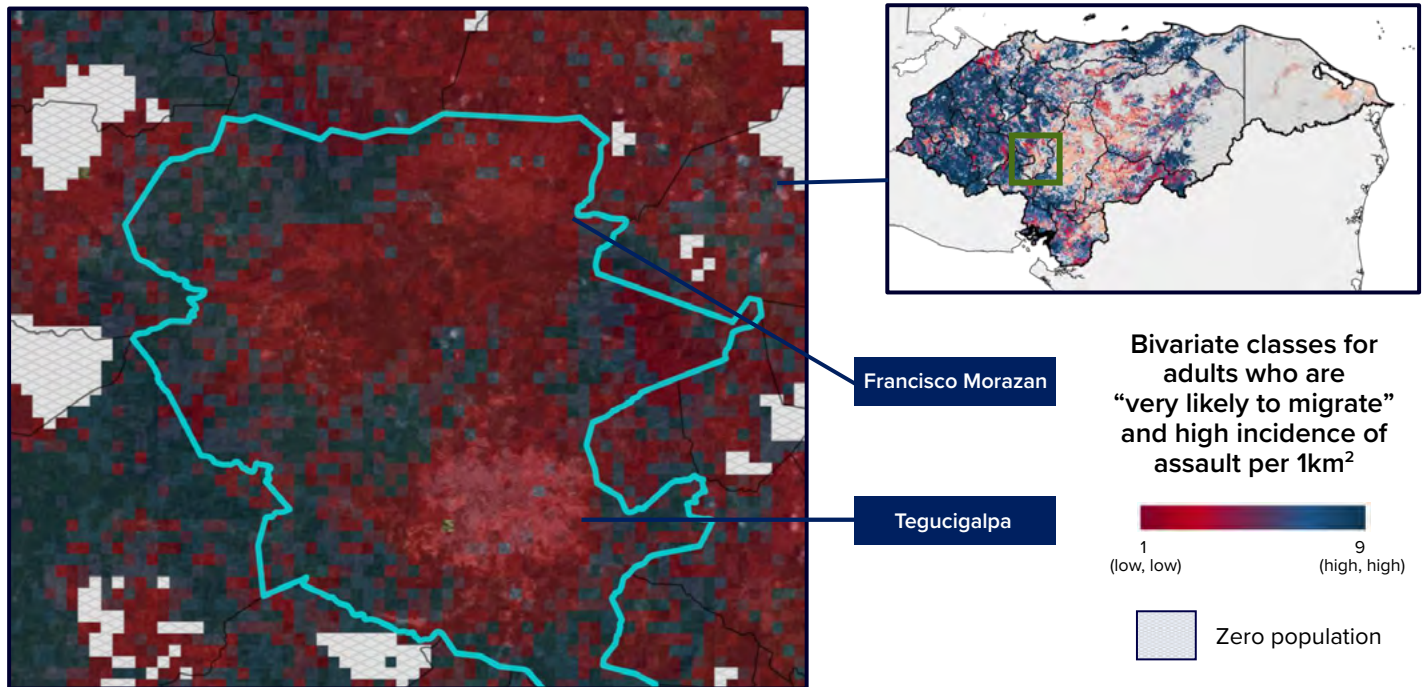 Francisco Morazan
Tegucigalpa
Bivariate classes for
adults who are
“very likely to migrate”
and high incidence of
assault per 1km²
1
(low, low)
9
(high, high)
Zero population